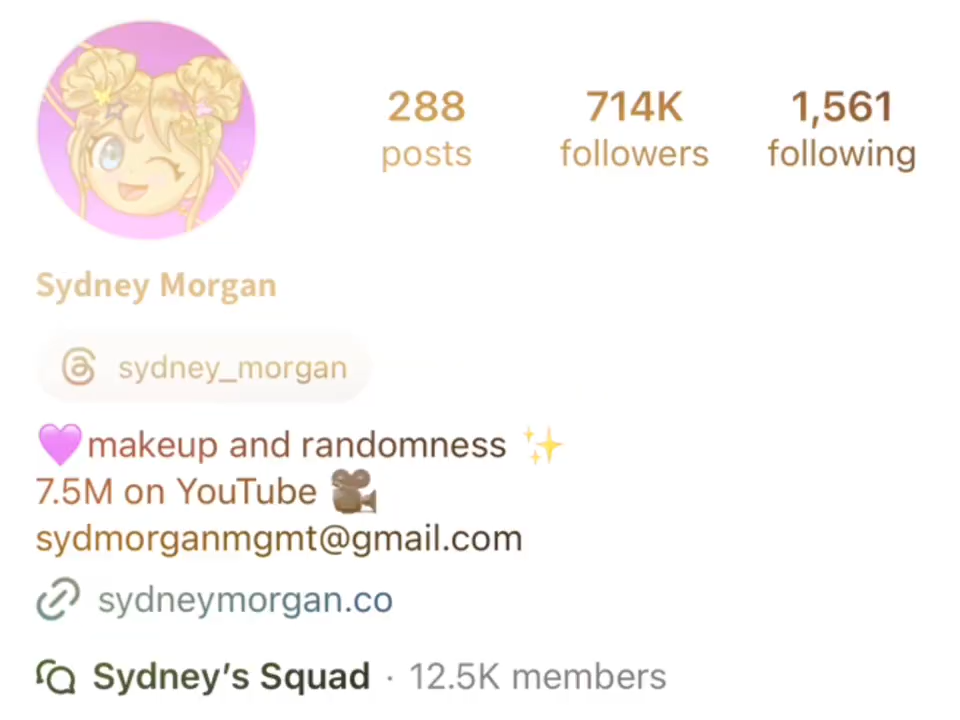 288 714K 1,561
posts followers following
Sydney Morgan
sydney_morgan
💜makeup and randomness ✨
7.5M on YouTube 🎥
sydmorganmgmt@gmail.com
sydneymorgan.co
Sydney’s Squad · 12.5K members